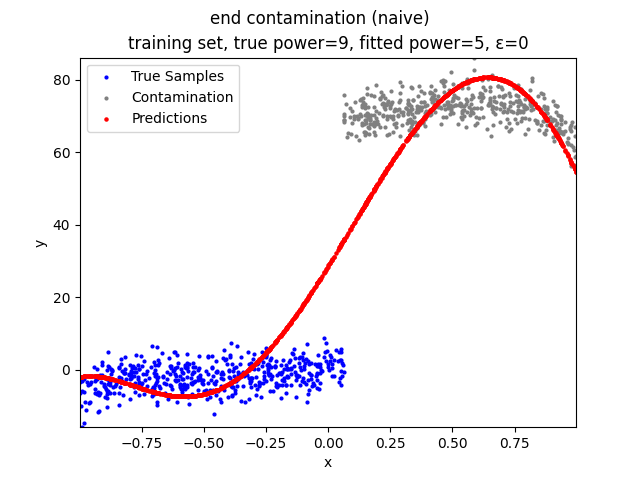 end contamination (naive)
training set, true power=9, fitted power=5, ε=0
True Samples
Contamination
Predictions
80
60
40
20
0
y
−0.75 −0.50 −0.25 0.00 0.25 0.50 0.75
x